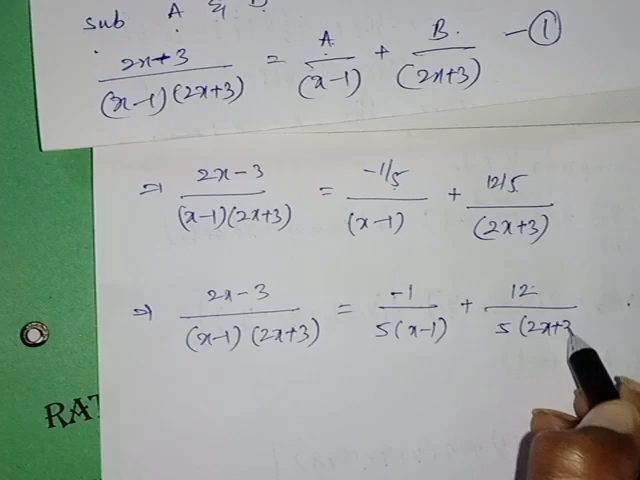 sub A & B
(2x+3)/((x-1)(2x+3)) = A/(x-1) + B/(2x+3) - ①
⇒ (2x-3)/((x-1)(2x+3)) = (-1/5)/(x-1) + (12/5)/(2x+3)
⇒ (2x-3)/((x-1)(2x+3)) = -1/(5(x-1)) + 12/(5(2x+3
RAT